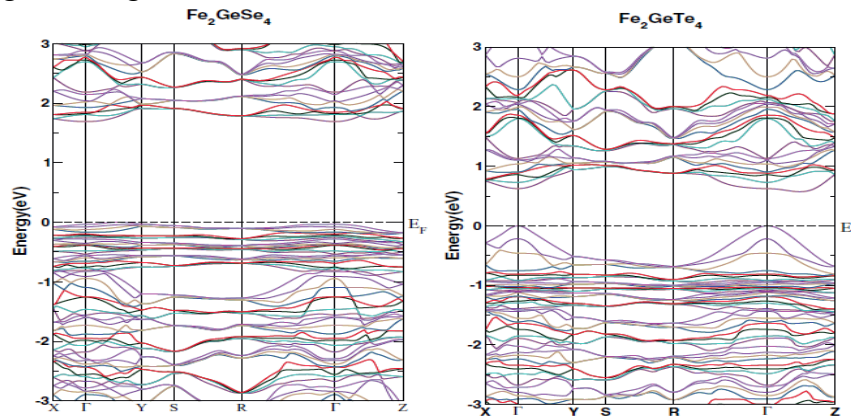 Fe2GeSe4
3
2
1
0
-1
-2
-3
Energy(eV)
EF
X Γ Y S R Γ Z
Fe2GeTe4
3
2
1
0
-1
-2
-3
Energy(eV)
E
X Γ Y S R Γ Z